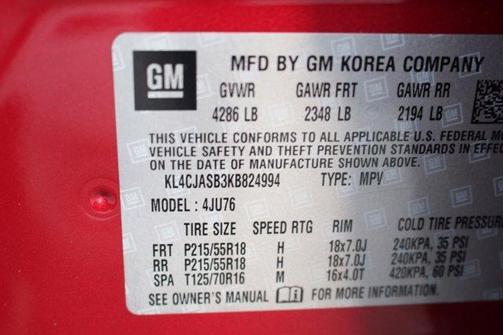 GM
MFD BY GM KOREA COMPANY
GVWR GAWR FRT GAWR RR
4286 LB 2348 LB 2194 LB
THIS VEHICLE CONFORMS TO ALL APPLICABLE U.S. FEDERAL M
VEHICLE SAFETY AND THEFT PREVENTION STANDARDS IN EFFEC
ON THE DATE OF MANUFACTURE SHOWN ABOVE.
KL4CJASB3KB824994 TYPE: MPV
MODEL : 4JU76
TIRE SIZE SPEED RTG RIM COLD TIRE PRESSUR
FRT P215/55R18 H 18x7.0J 240KPA, 35 PSI
RR P215/55R18 H 18x7.0J 240KPA, 35 PSI
SPA T125/70R16 M 16x4.0T 420KPA, 60 PSI
SEE OWNER'S MANUAL FOR MORE INFORMATION.